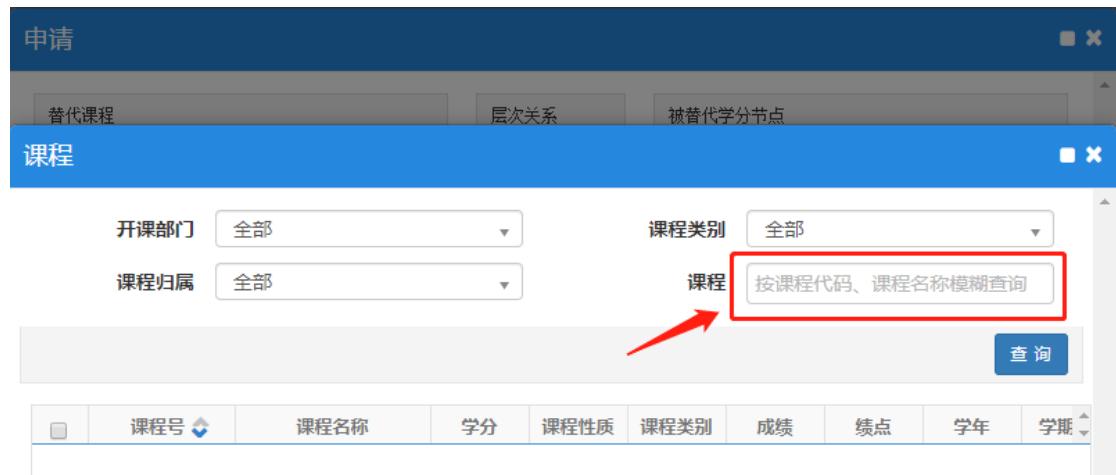 申请
替代课程 层次关系 被替代学分节点
课程
开课部门 全部 课程类别 全部
课程归属 全部 课程 按课程代码、课程名称模糊查询
查 询
课程号 课程名称 学分 课程性质 课程类别 成绩 绩点 学年 学期